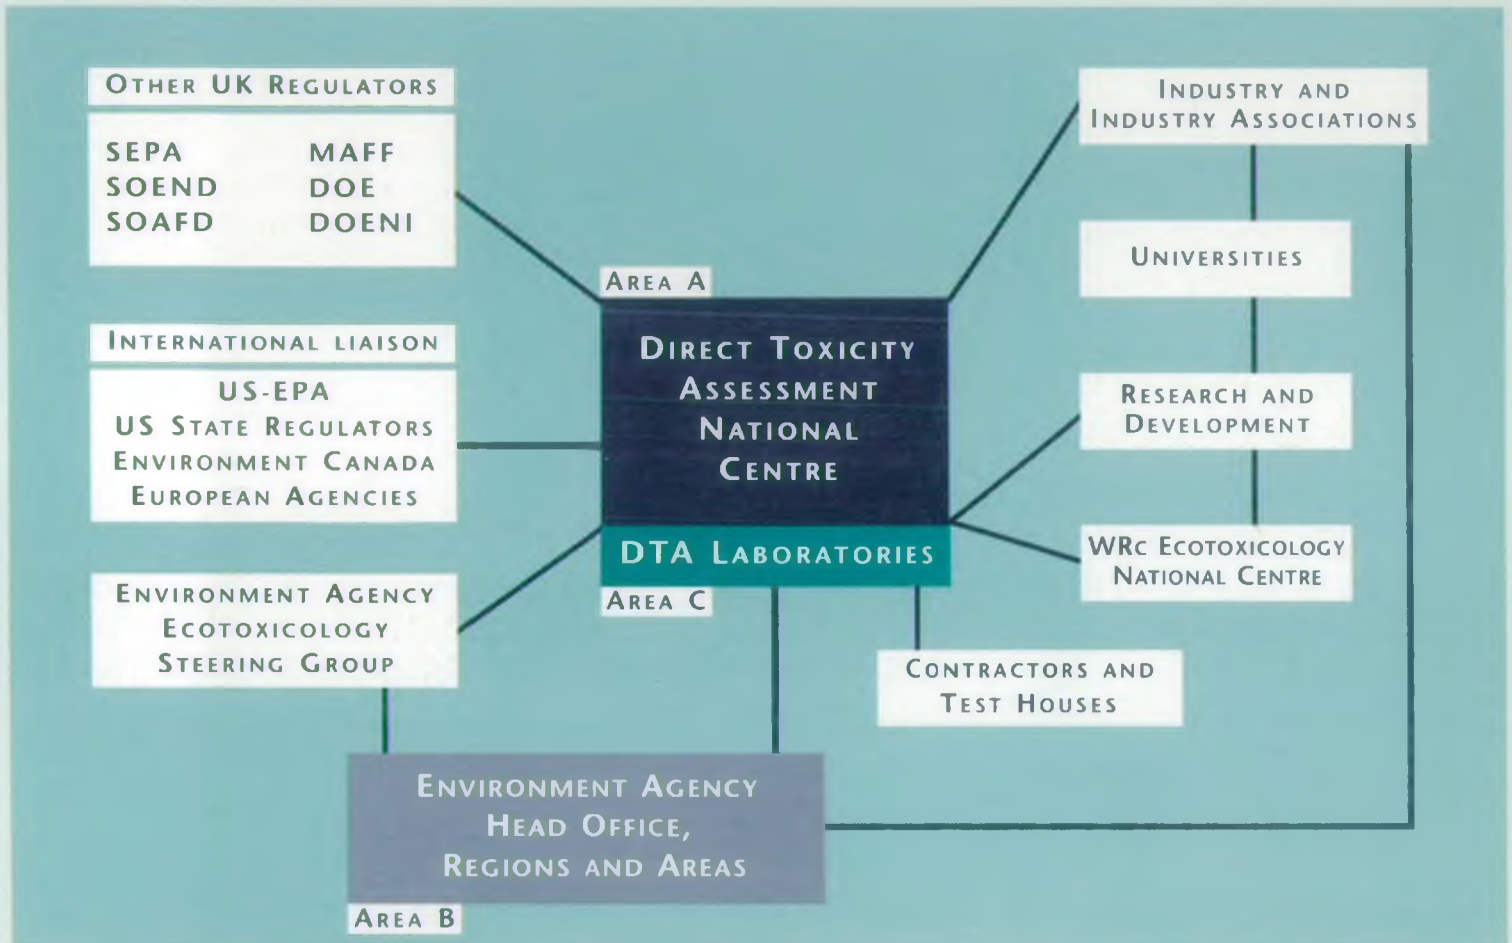 OTHER UK REGULATORS
SEPA MAFF
SOEND DOE
SOAFD DOENI
INTERNATIONAL LIAISON
US-EPA
US STATE REGULATORS
ENVIRONMENT CANADA
EUROPEAN AGENCIES
ENVIRONMENT AGENCY
ECOTOXICOLOGY
STEERING GROUP
AREA A
DIRECT TOXICITY
ASSESSMENT
NATIONAL
CENTRE
DTA LABORATORIES
AREA C
INDUSTRY AND
INDUSTRY ASSOCIATIONS
UNIVERSITIES
RESEARCH AND
DEVELOPMENT
WRC ECOTOXICOLOGY
NATIONAL CENTRE
CONTRACTORS AND
TEST HOUSES
ENVIRONMENT AGENCY
HEAD OFFICE,
REGIONS AND AREAS
AREA B